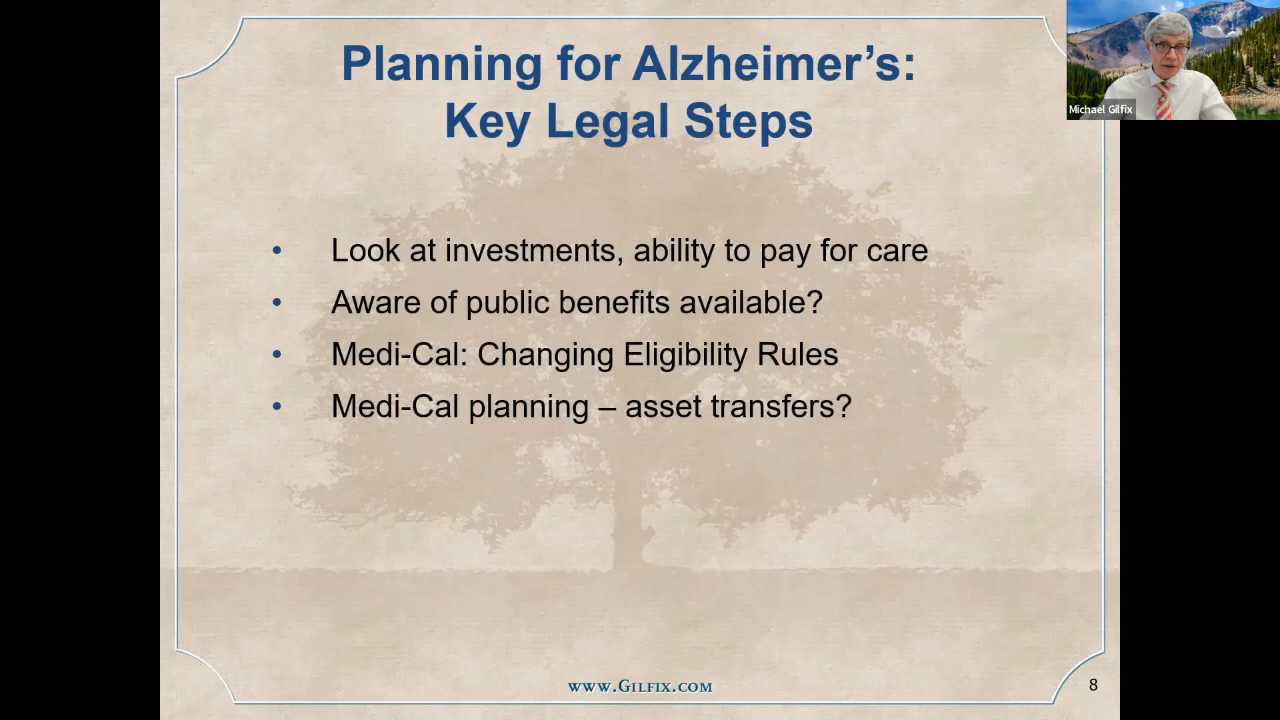 Planning for Alzheimer’s:
Key Legal Steps
Michael Gilfix
• Look at investments, ability to pay for care
• Aware of public benefits available?
• Medi-Cal: Changing Eligibility Rules
• Medi-Cal planning – asset transfers?
www.Gilfix.com
8